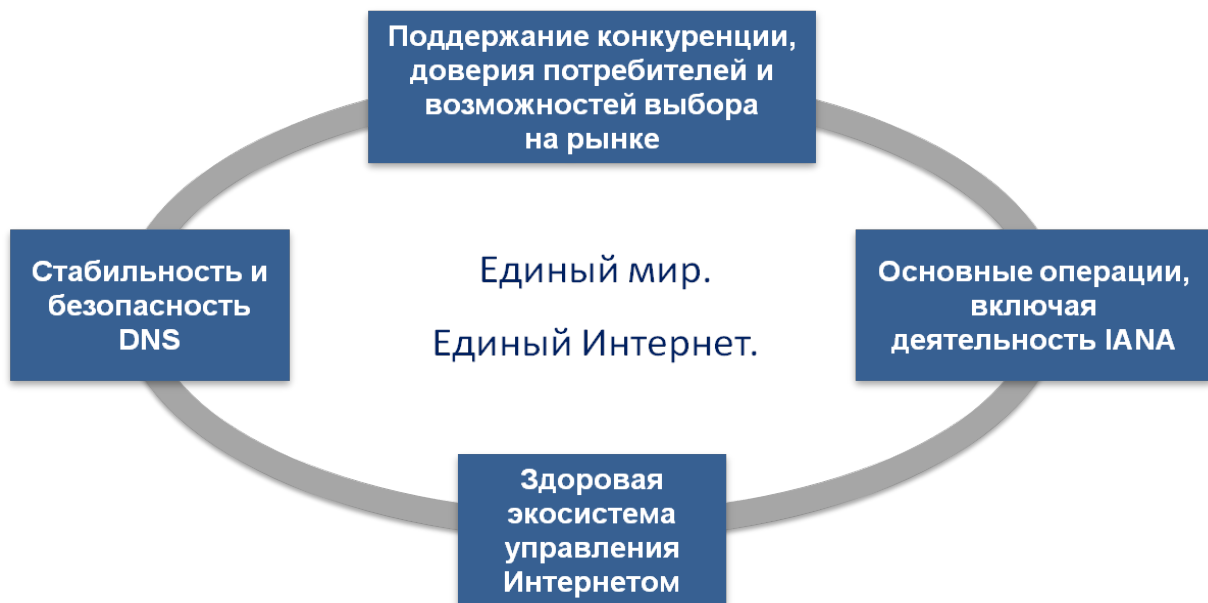 Поддержание конкуренции,
доверия потребителей и
возможностей выбора
на рынке
Стабильность и
безопасность
DNS
Единый мир.
Единый Интернет.
Основные операции,
включая
деятельность IANA
Здоровая
экосистема
управления
Интернетом